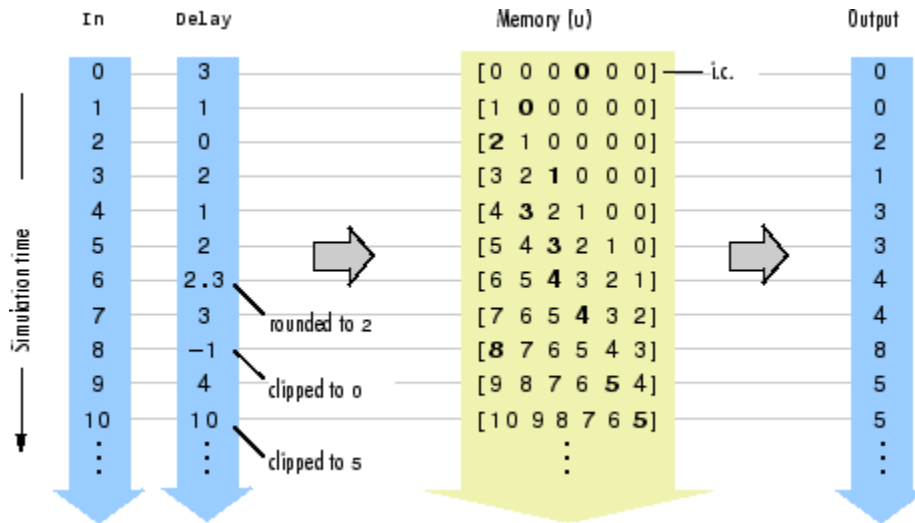 In Delay Memory (u) Output
0 3 [0 0 0 0 0 0] i.c. 0
1 1 [1 0 0 0 0 0] 0
2 0 [2 1 0 0 0 0] 2
3 2 [3 2 1 0 0 0] 1
4 1 [4 3 2 1 0 0] 3
5 2 [5 4 3 2 1 0] 3
6 2.3 [6 5 4 3 2 1] 4
rounded to 2
7 3 [7 6 5 4 3 2] 4
8 −1 [8 7 6 5 4 3] 8
clipped to 0
9 4 [9 8 7 6 5 4] 5
10 10 [10 9 8 7 6 5] 5
clipped to 5
Simulation time